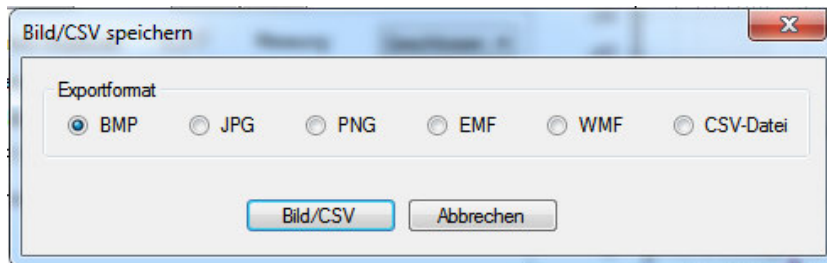 Bild/CSV speichern
Exportformat
BMP JPG PNG EMF WMF CSV-Datei
Bild/CSV Abbrechen